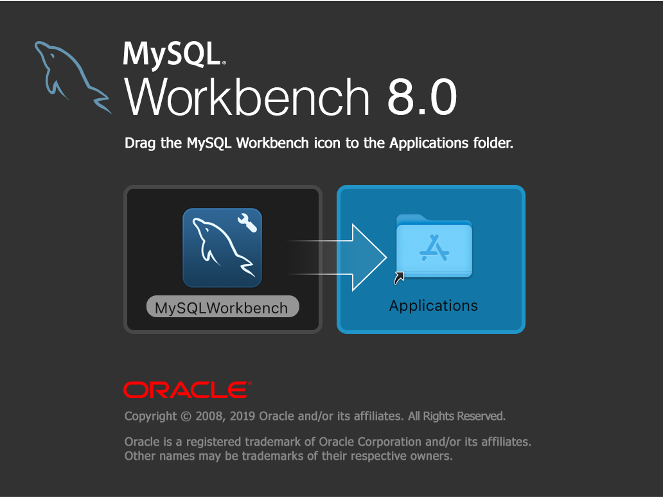 MySQL.
Workbench 8.0
Drag the MySQL Workbench icon to the Applications folder.
MySQLWorkbench
Applications
ORACLE®
Copyright © 2008, 2019 Oracle and/or its affiliates. All Rights Reserved.
Oracle is a registered trademark of Oracle Corporation and/or its affiliates.
Other names may be trademarks of their respective owners.